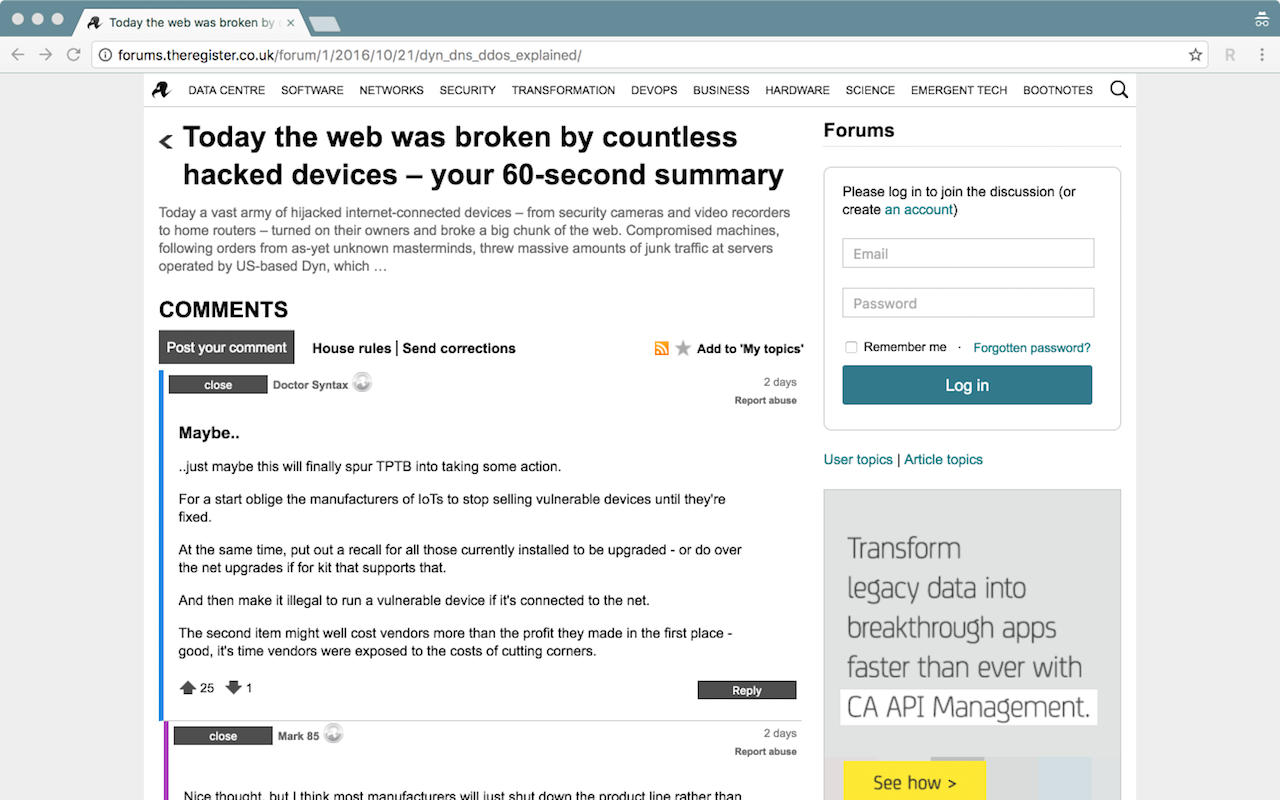 Today the web was broken by
forums.theregister.co.uk/forum/1/2016/10/21/dyn_dns_ddos_explained/
R
DATA CENTRE SOFTWARE NETWORKS SECURITY TRANSFORMATION DEVOPS BUSINESS HARDWARE SCIENCE EMERGENT TECH BOOTNOTES
Today the web was broken by countless
hacked devices – your 60-second summary
Today a vast army of hijacked internet-connected devices – from security cameras and video recorders
to home routers – turned on their owners and broke a big chunk of the web. Compromised machines,
following orders from as-yet unknown masterminds, threw massive amounts of junk traffic at servers
operated by US-based Dyn, which …
COMMENTS
Post your comment House rules | Send corrections Add to 'My topics'
close Doctor Syntax 2 days
Report abuse
Maybe..
..just maybe this will finally spur TPTB into taking some action.
For a start oblige the manufacturers of IoTs to stop selling vulnerable devices until they're
fixed.
At the same time, put out a recall for all those currently installed to be upgraded - or do over
the net upgrades if for kit that supports that.
And then make it illegal to run a vulnerable device if it's connected to the net.
The second item might well cost vendors more than the profit they made in the first place -
good, it's time vendors were exposed to the costs of cutting corners.
25 1 Reply
close Mark 85 2 days
Report abuse
Nice thought, but I think most manufacturers will just shut down the product line rather than
Forums
Please log in to join the discussion (or
create an account)
Email
Password
Remember me · Forgotten password?
Log in
User topics | Article topics
Transform
legacy data into
breakthrough apps
faster than ever with
CA API Management.
See how >